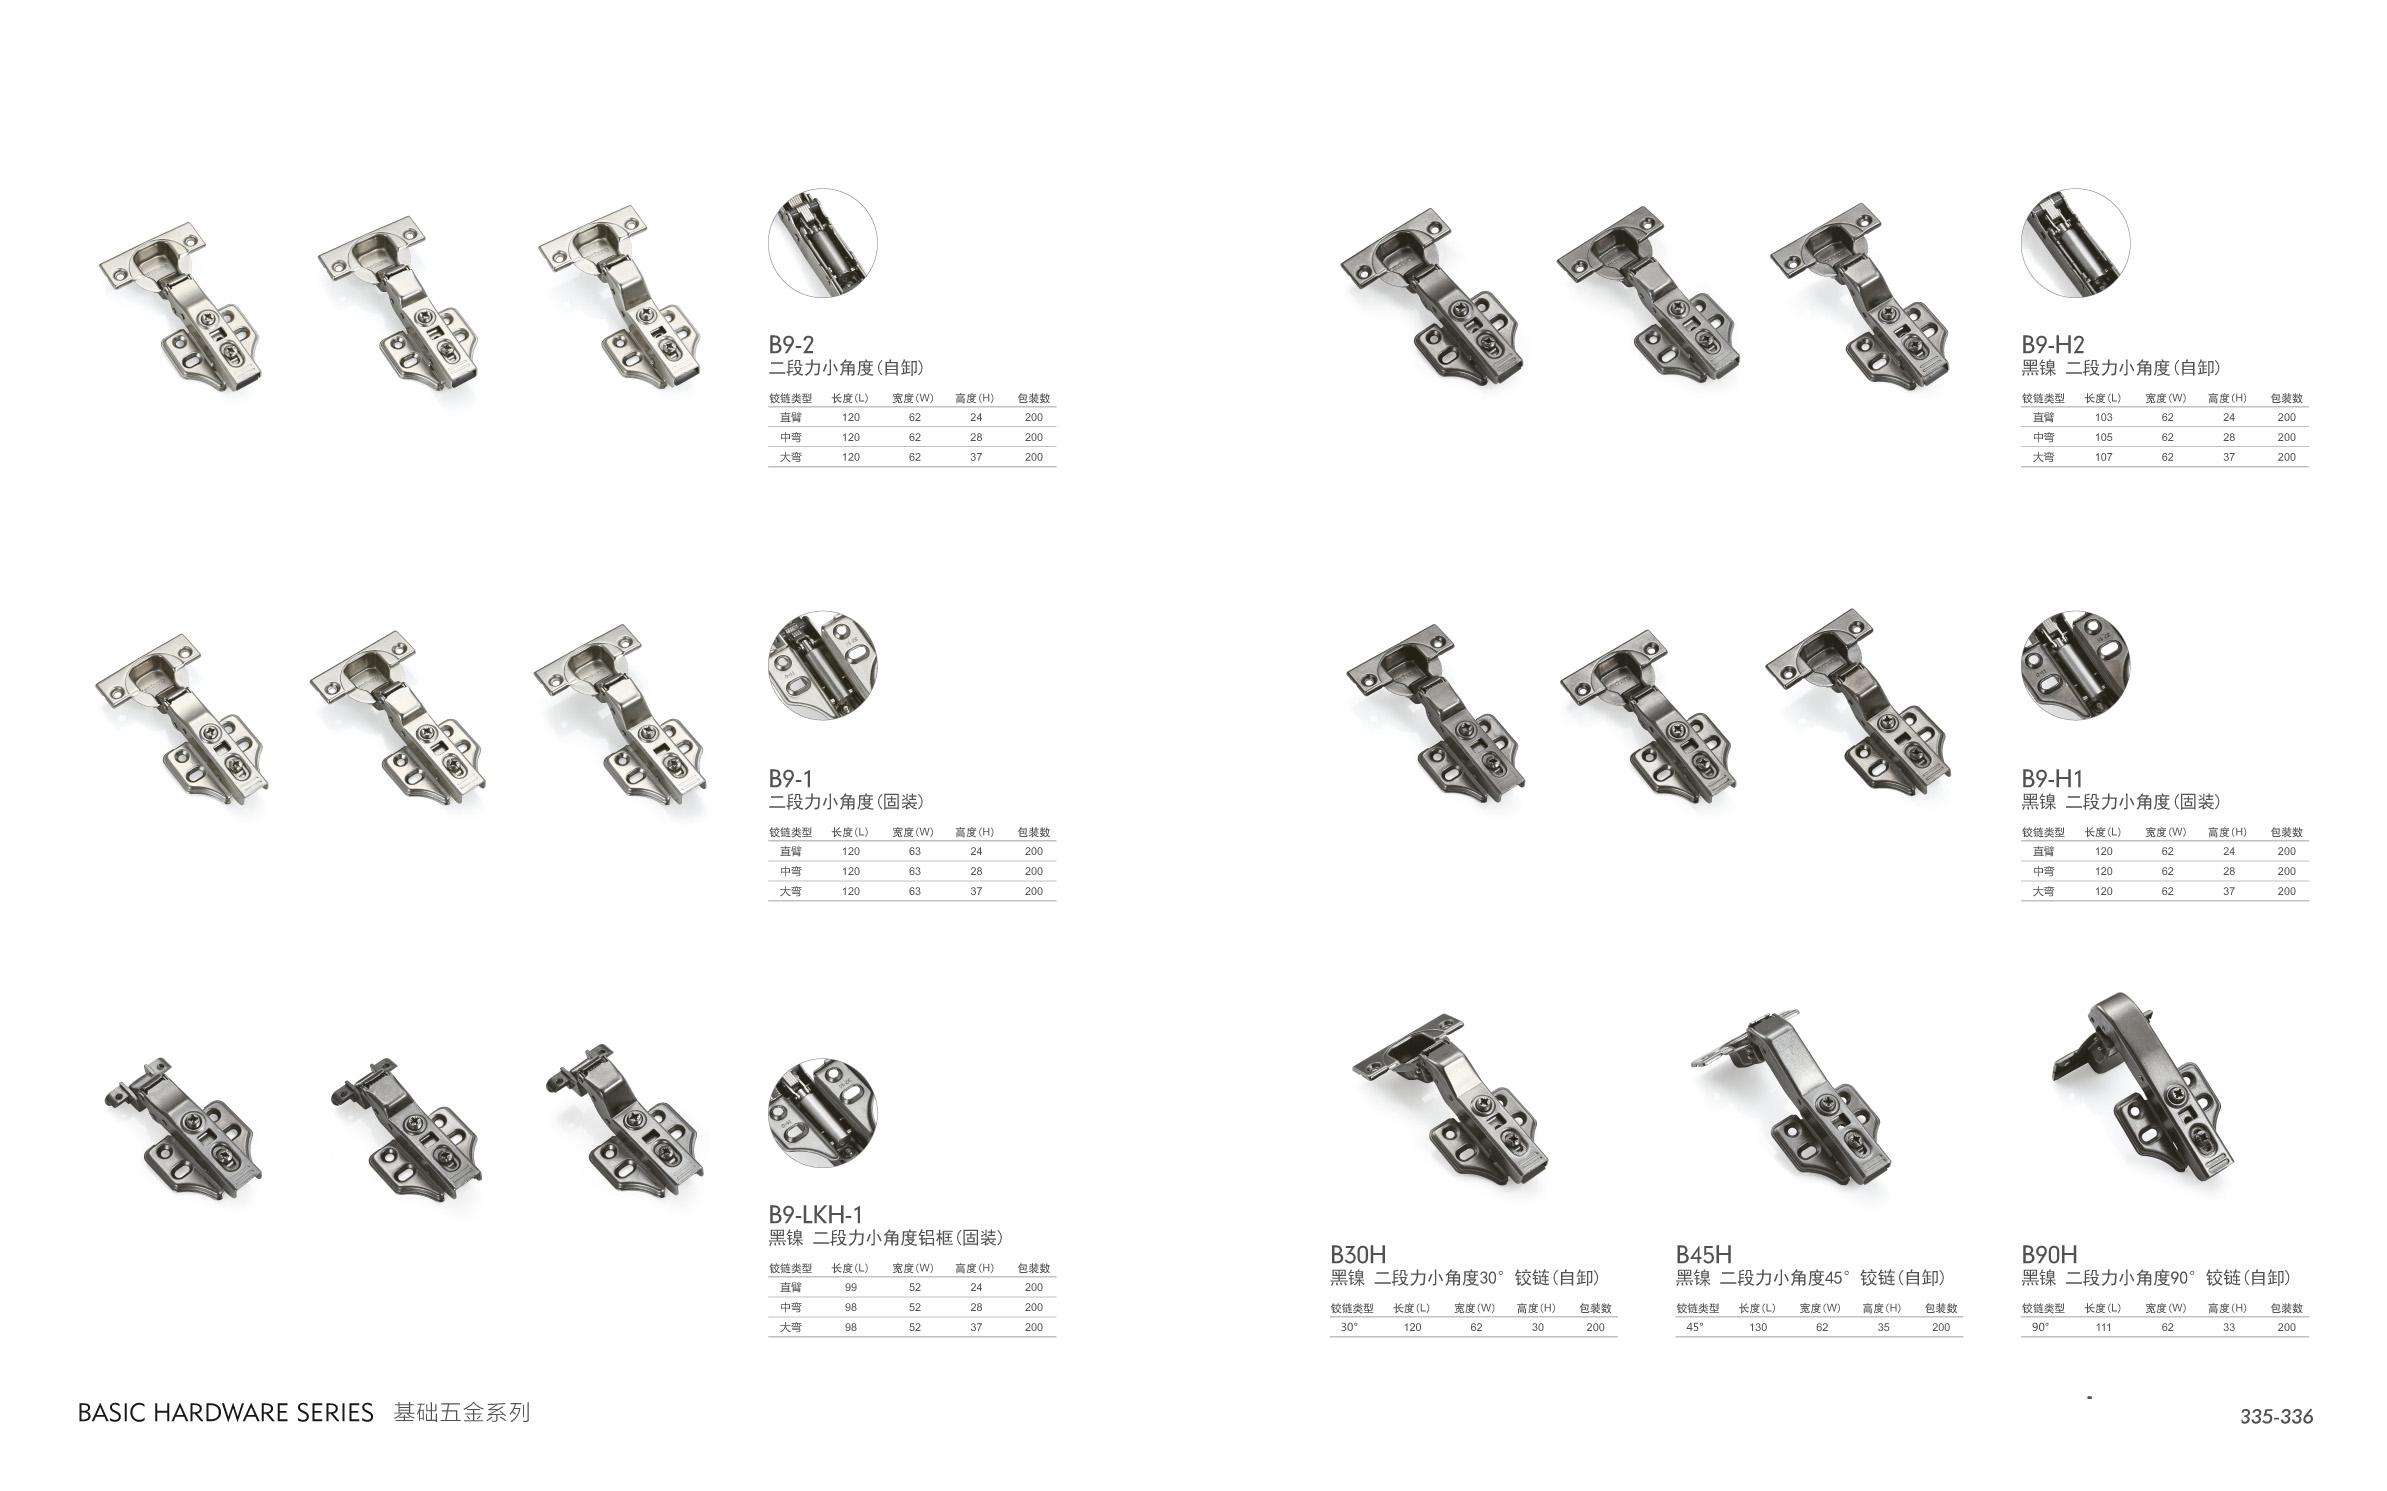 B9-2
二段力小角度（自卸）
铰链类型 长度（L） 宽度（W） 高度（H） 包装数
直臂 120 62 24 200
中弯 120 62 28 200
大弯 120 62 37 200
B9-H2
黑镍 二段力小角度（自卸）
铰链类型 长度（L） 宽度（W） 高度（H） 包装数
直臂 103 62 24 200
中弯 105 62 28 200
大弯 107 62 37 200
B9-1
二段力小角度（固装）
铰链类型 长度（L） 宽度（W） 高度（H） 包装数
直臂 120 63 24 200
中弯 120 63 28 200
大弯 120 63 37 200
B9-H1
黑镍 二段力小角度（固装）
铰链类型 长度（L） 宽度（W） 高度（H） 包装数
直臂 120 62 24 200
中弯 120 62 28 200
大弯 120 62 37 200
B9-LKH-1
黑镍 二段力小角度铝框（固装）
铰链类型 长度（L） 宽度（W） 高度（H） 包装数
直臂 99 52 24 200
中弯 98 52 28 200
大弯 98 52 37 200
B30H
黑镍 二段力小角度30° 铰链（自卸）
铰链类型 长度（L） 宽度（W） 高度（H） 包装数
30° 120 62 30 200
B45H
黑镍 二段力小角度45° 铰链（自卸）
铰链类型 长度（L） 宽度（W） 高度（H） 包装数
45° 130 62 35 200
B90H
黑镍 二段力小角度90° 铰链（自卸）
铰链类型 长度（L） 宽度（W） 高度（H） 包装数
90° 111 62 33 200
BASIC HARDWARE SERIES 基础五金系列
-
335-336